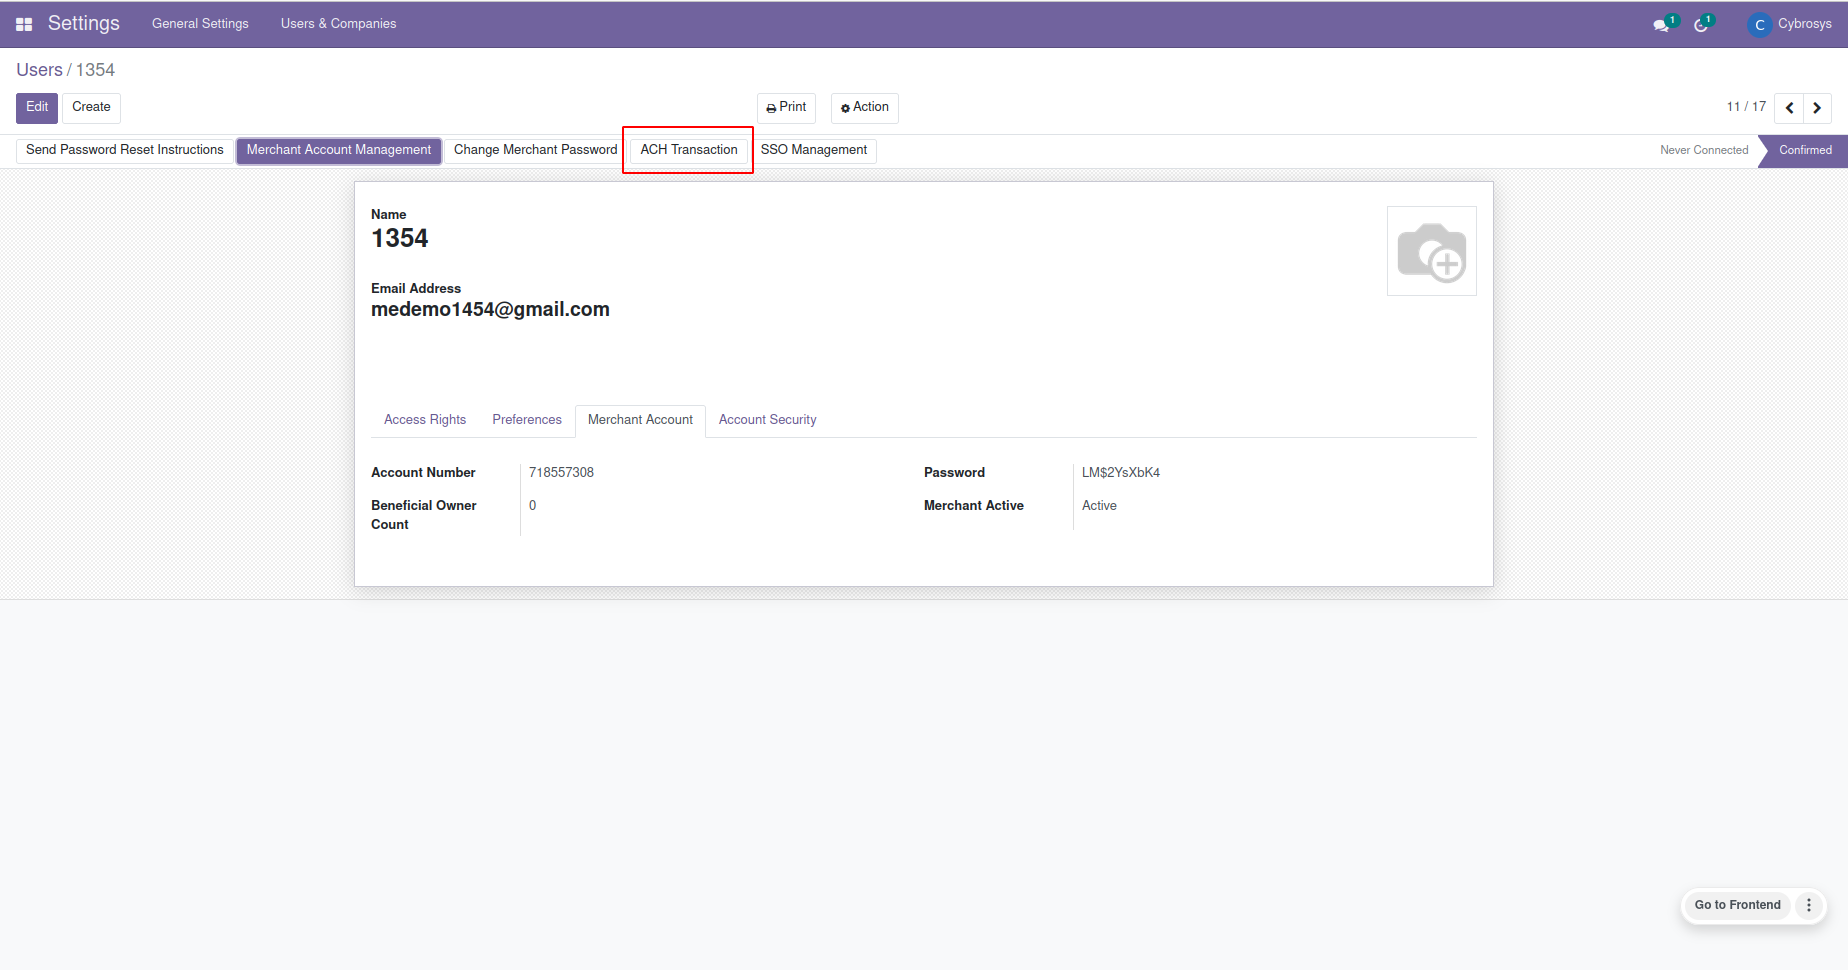 Settings General Settings Users & Companies 1 1 C Cybrosys
Users / 1354
Edit Create Print Action 11 / 17
Send Password Reset Instructions Merchant Account Management Change Merchant Password ACH Transaction SSO Management Never Connected Confirmed
Name
1354
Email Address
medemo1454@gmail.com
Access Rights Preferences Merchant Account Account Security
Account Number 718557308 Password LM$2YsXbK4
Beneficial Owner Count 0 Merchant Active Active
Go to Frontend